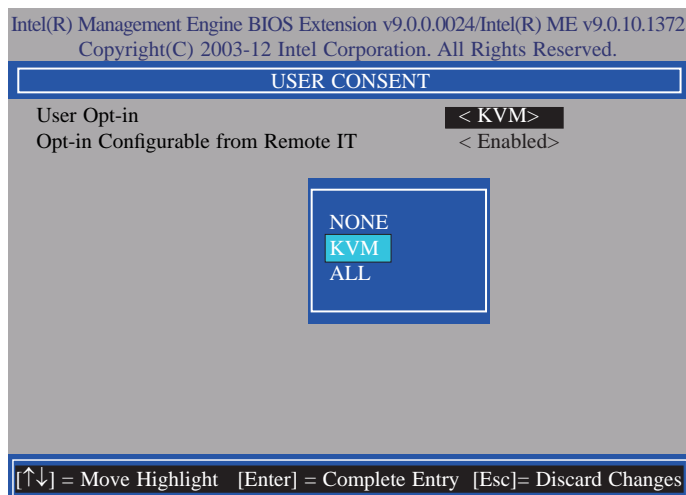 Intel(R) Management Engine BIOS Extension v9.0.0.0024/Intel(R) ME v9.0.10.1372
Copyright(C) 2003-12 Intel Corporation. All Rights Reserved.
USER CONSENT
User Opt-in < KVM>
Opt-in Configurable from Remote IT < Enabled>
NONE
KVM
ALL
[↑↓] = Move Highlight [Enter] = Complete Entry [Esc]= Discard Changes